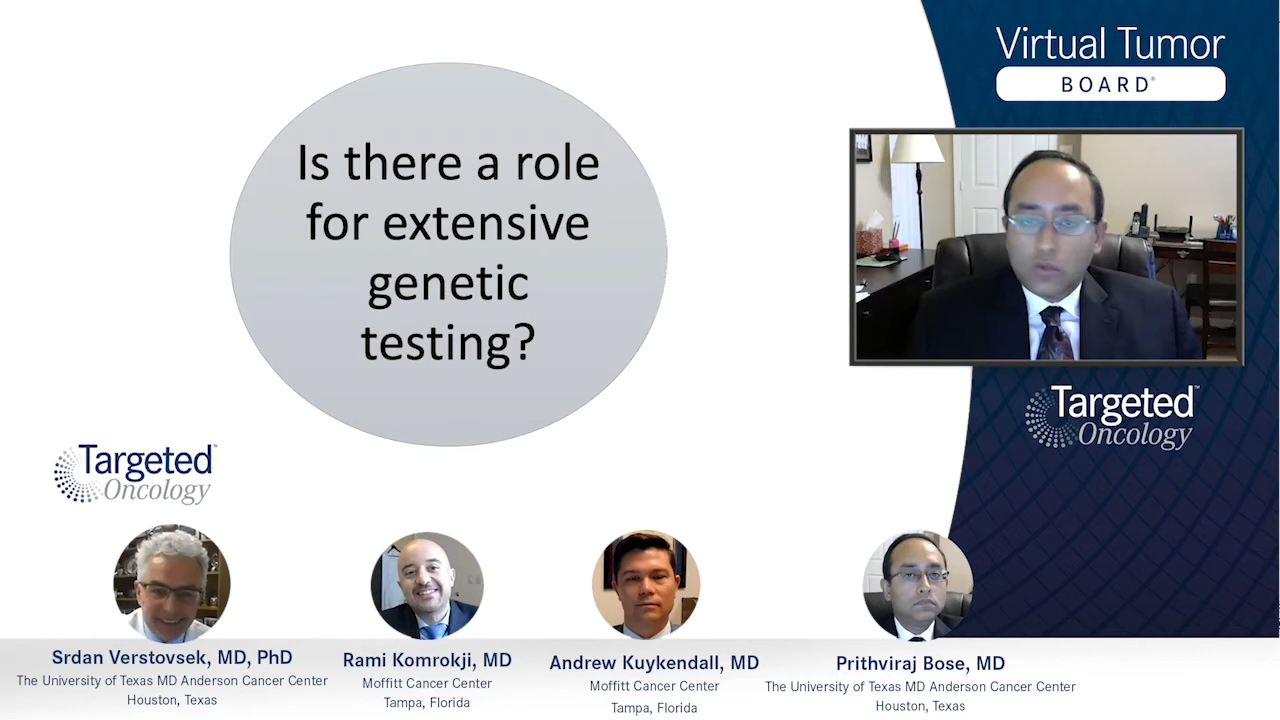 Virtual Tumor
BOARD®
Is there a role
for extensive
genetic
testing?
Targeted™
Oncology
Targeted™
Oncology
Srdan Verstovsek, MD, PhD
The University of Texas MD Anderson Cancer Center
Houston, Texas
Rami Komrokji, MD
Moffitt Cancer Center
Tampa, Florida
Andrew Kuykendall, MD
Moffitt Cancer Center
Tampa, Florida
Prithviraj Bose, MD
The University of Texas MD Anderson Cancer Center
Houston, Texas